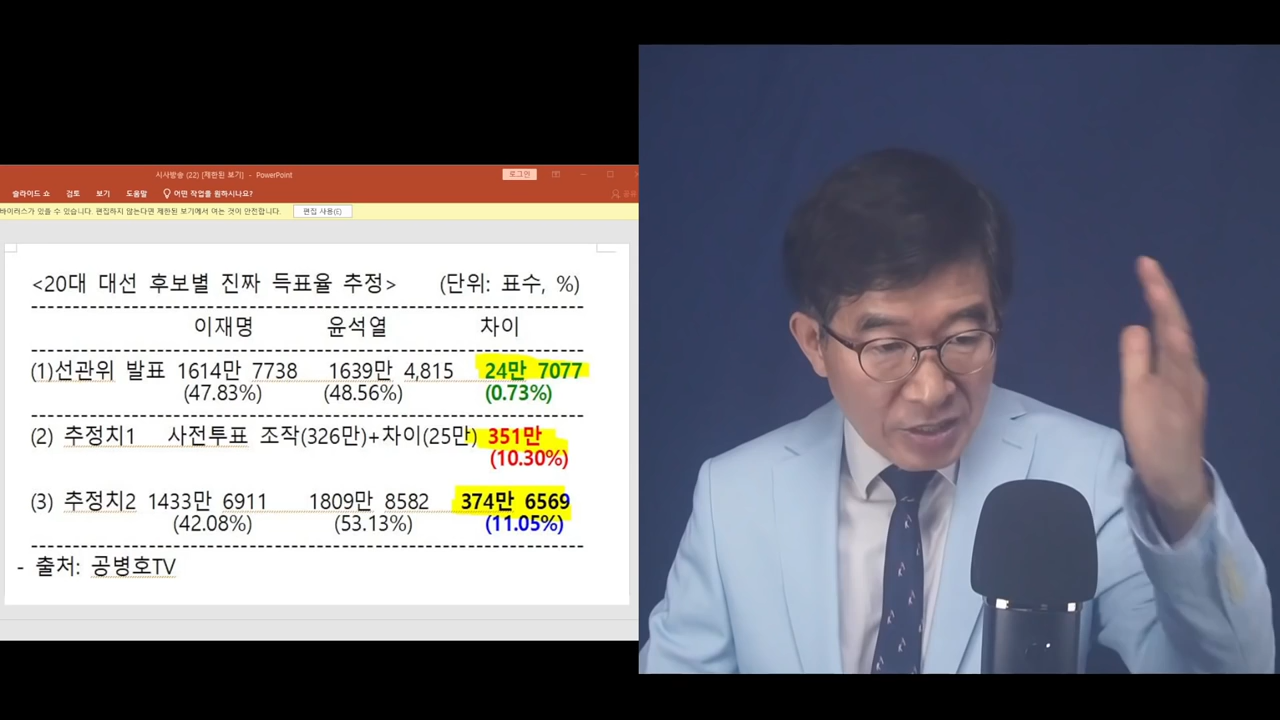 시사방송 (22) [제한된 보기] - PowerPoint
로그인
슬라이드 쇼 검토 보기 도움말 어떤 작업을 원하시나요?
바이러스가 있을 수 있습니다. 편집하지 않는다면 제한된 보기에서 여는 것이 안전합니다. 편집 사용(E)
<20대 대선 후보별 진짜 득표율 추정> (단위: 표수, %)
이재명 윤석열 차이
(1)선관위 발표 1614만 7738 1639만 4,815 24만 7077
(47.83%) (48.56%) (0.73%)
(2) 추정치1 사전투표 조작(326만)+차이(25만) 351만
(10.30%)
(3) 추정치2 1433만 6911 1809만 8582 374만 6569
(42.08%) (53.13%) (11.05%)
- 출처: 공병호TV